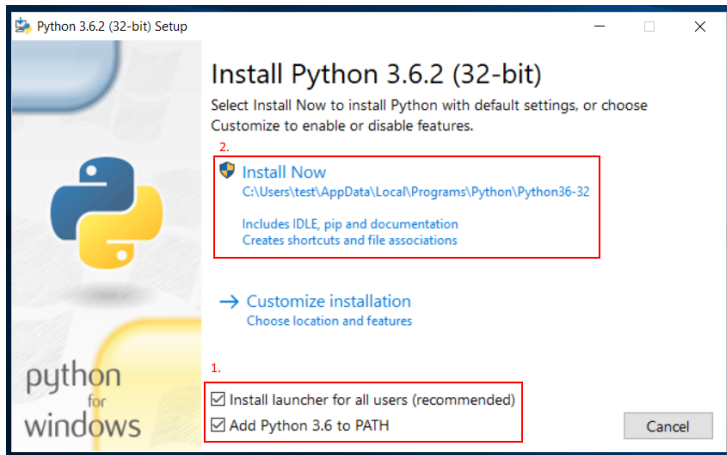 Python 3.6.2 (32-bit) Setup
Install Python 3.6.2 (32-bit)
Select Install Now to install Python with default settings, or choose
Customize to enable or disable features.
2.
Install Now
C:\Users\test\AppData\Local\Programs\Python\Python36-32
Includes IDLE, pip and documentation
Creates shortcuts and file associations
Customize installation
Choose location and features
1.
Install launcher for all users (recommended)
Add Python 3.6 to PATH
python
for
windows
Cancel